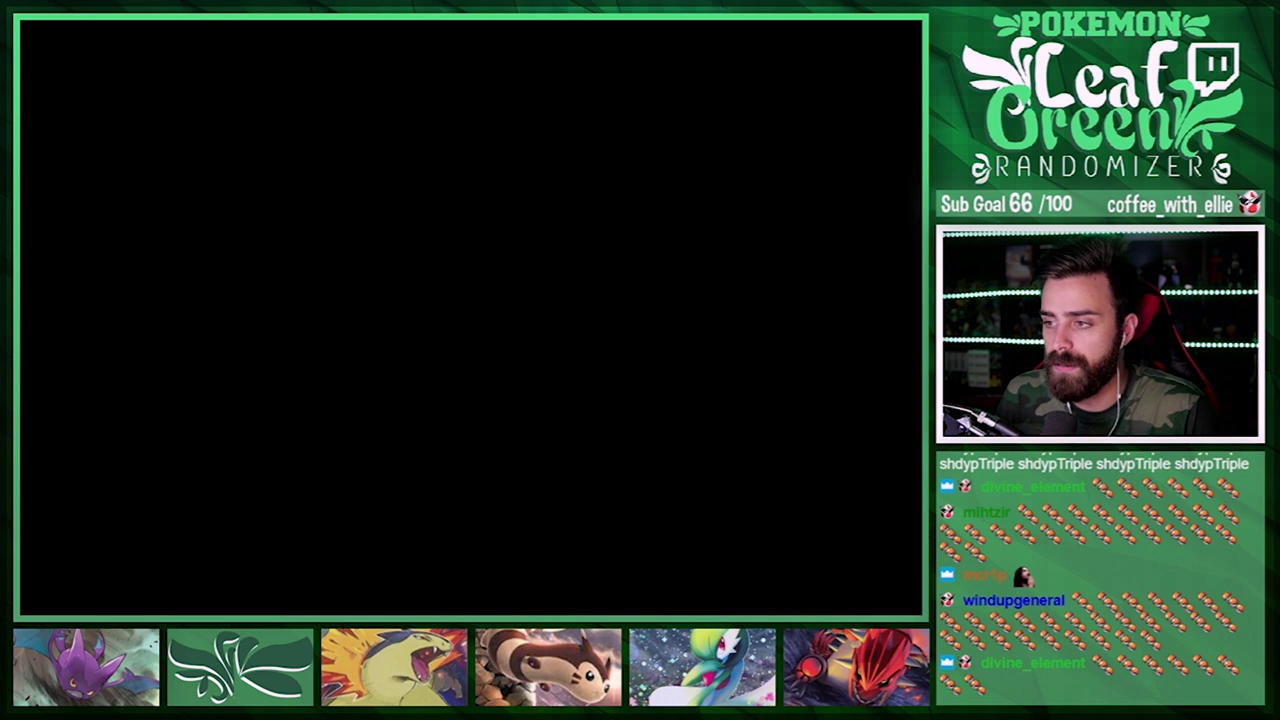 POKEMON
Leaf
Green
RANDOMIZER
Sub Goal 66 /100 coffee_with_ellie
shdypTriple shdypTriple shdypTriple shdypTriple
divine_element
mihtzir
windupgeneral
divine_element